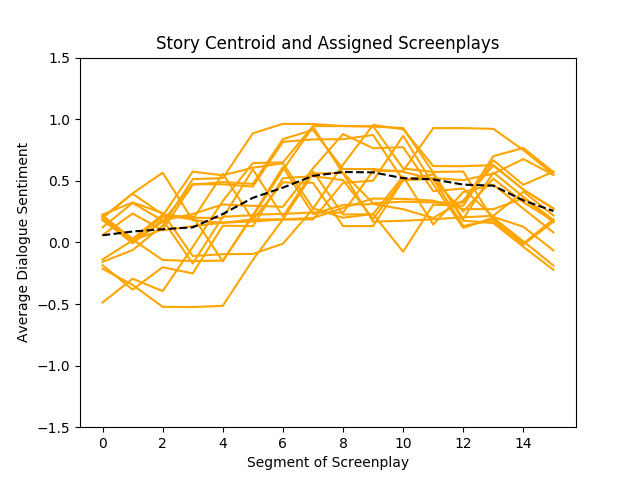 Story Centroid and Assigned Screenplays
1.5
1.0
0.5
0.0
−0.5
−1.0
−1.5
Average Dialogue Sentiment
0 2 4 6 8 10 12 14
Segment of Screenplay